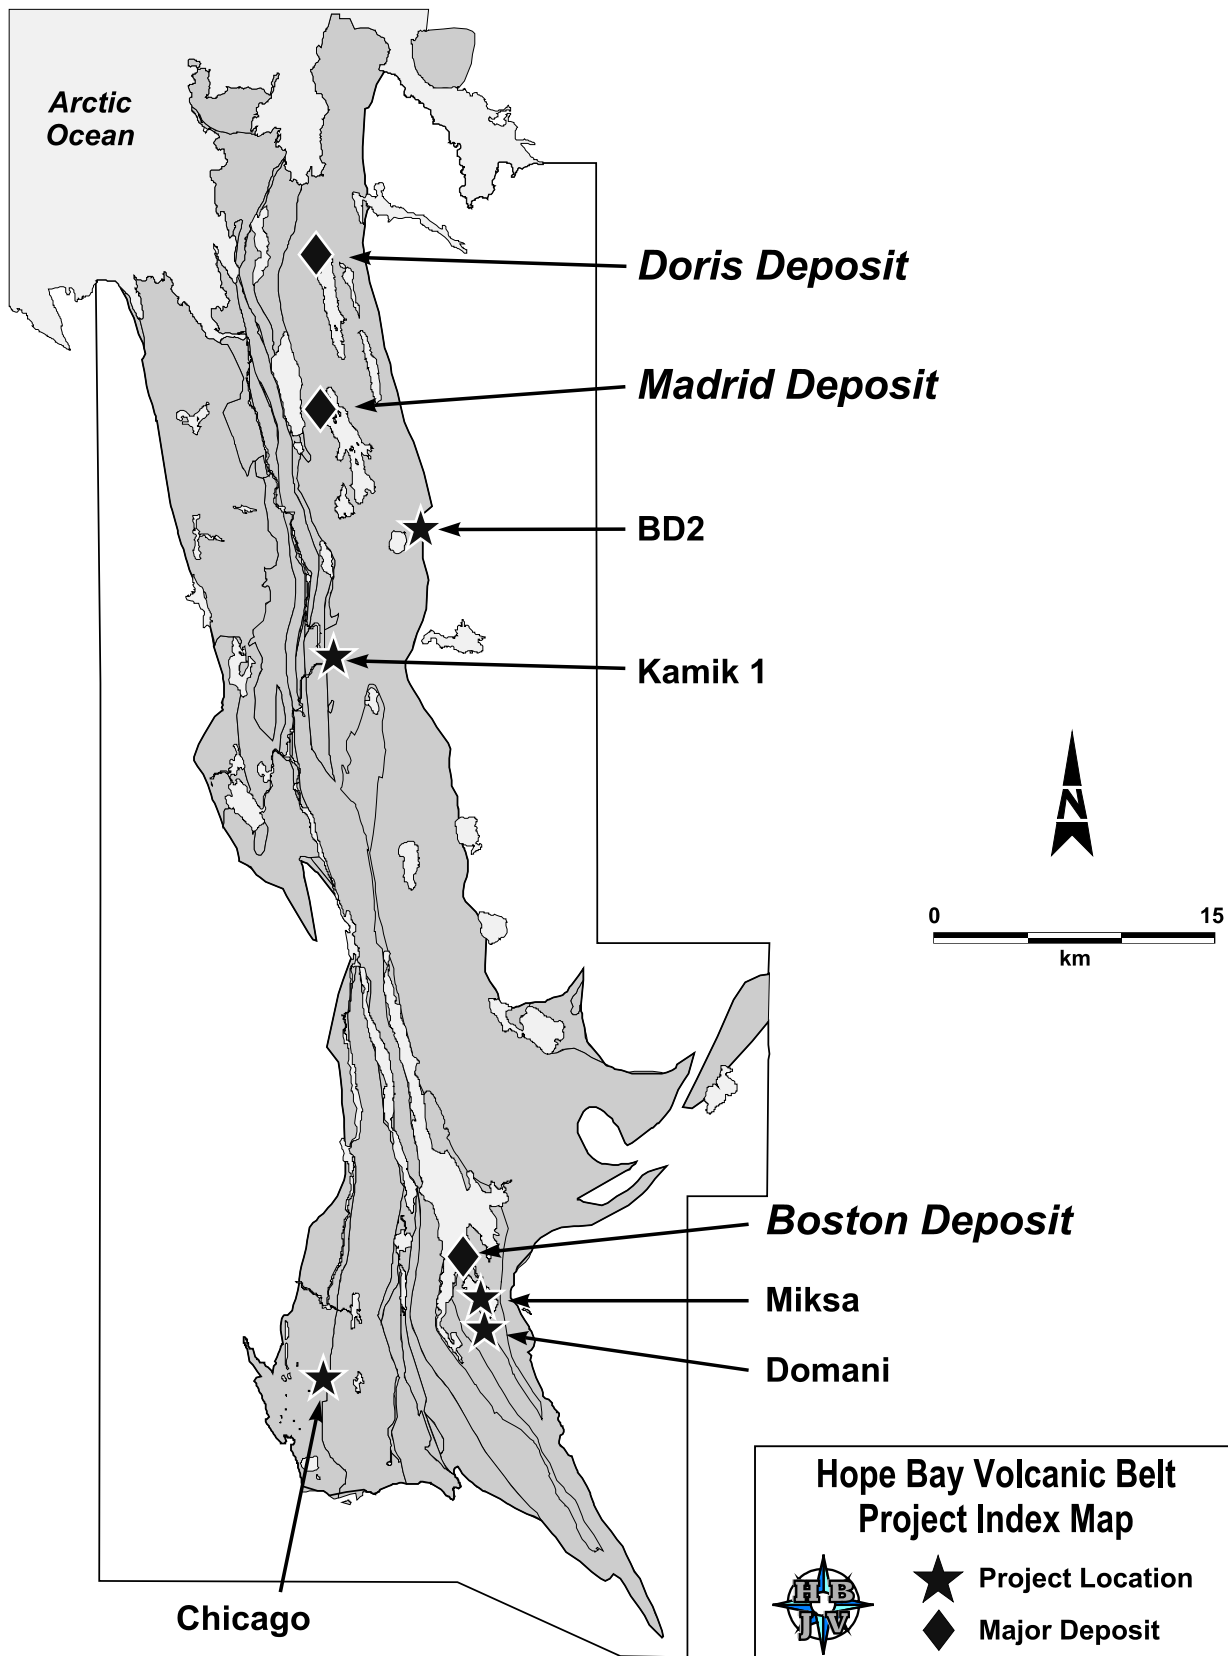 Arctic
Ocean
Doris Deposit
Madrid Deposit
BD2
Kamik 1
N
0 15
km
Boston Deposit
Miksa
Domani
Chicago
Hope Bay Volcanic Belt
Project Index Map
H B
J V
Project Location
Major Deposit